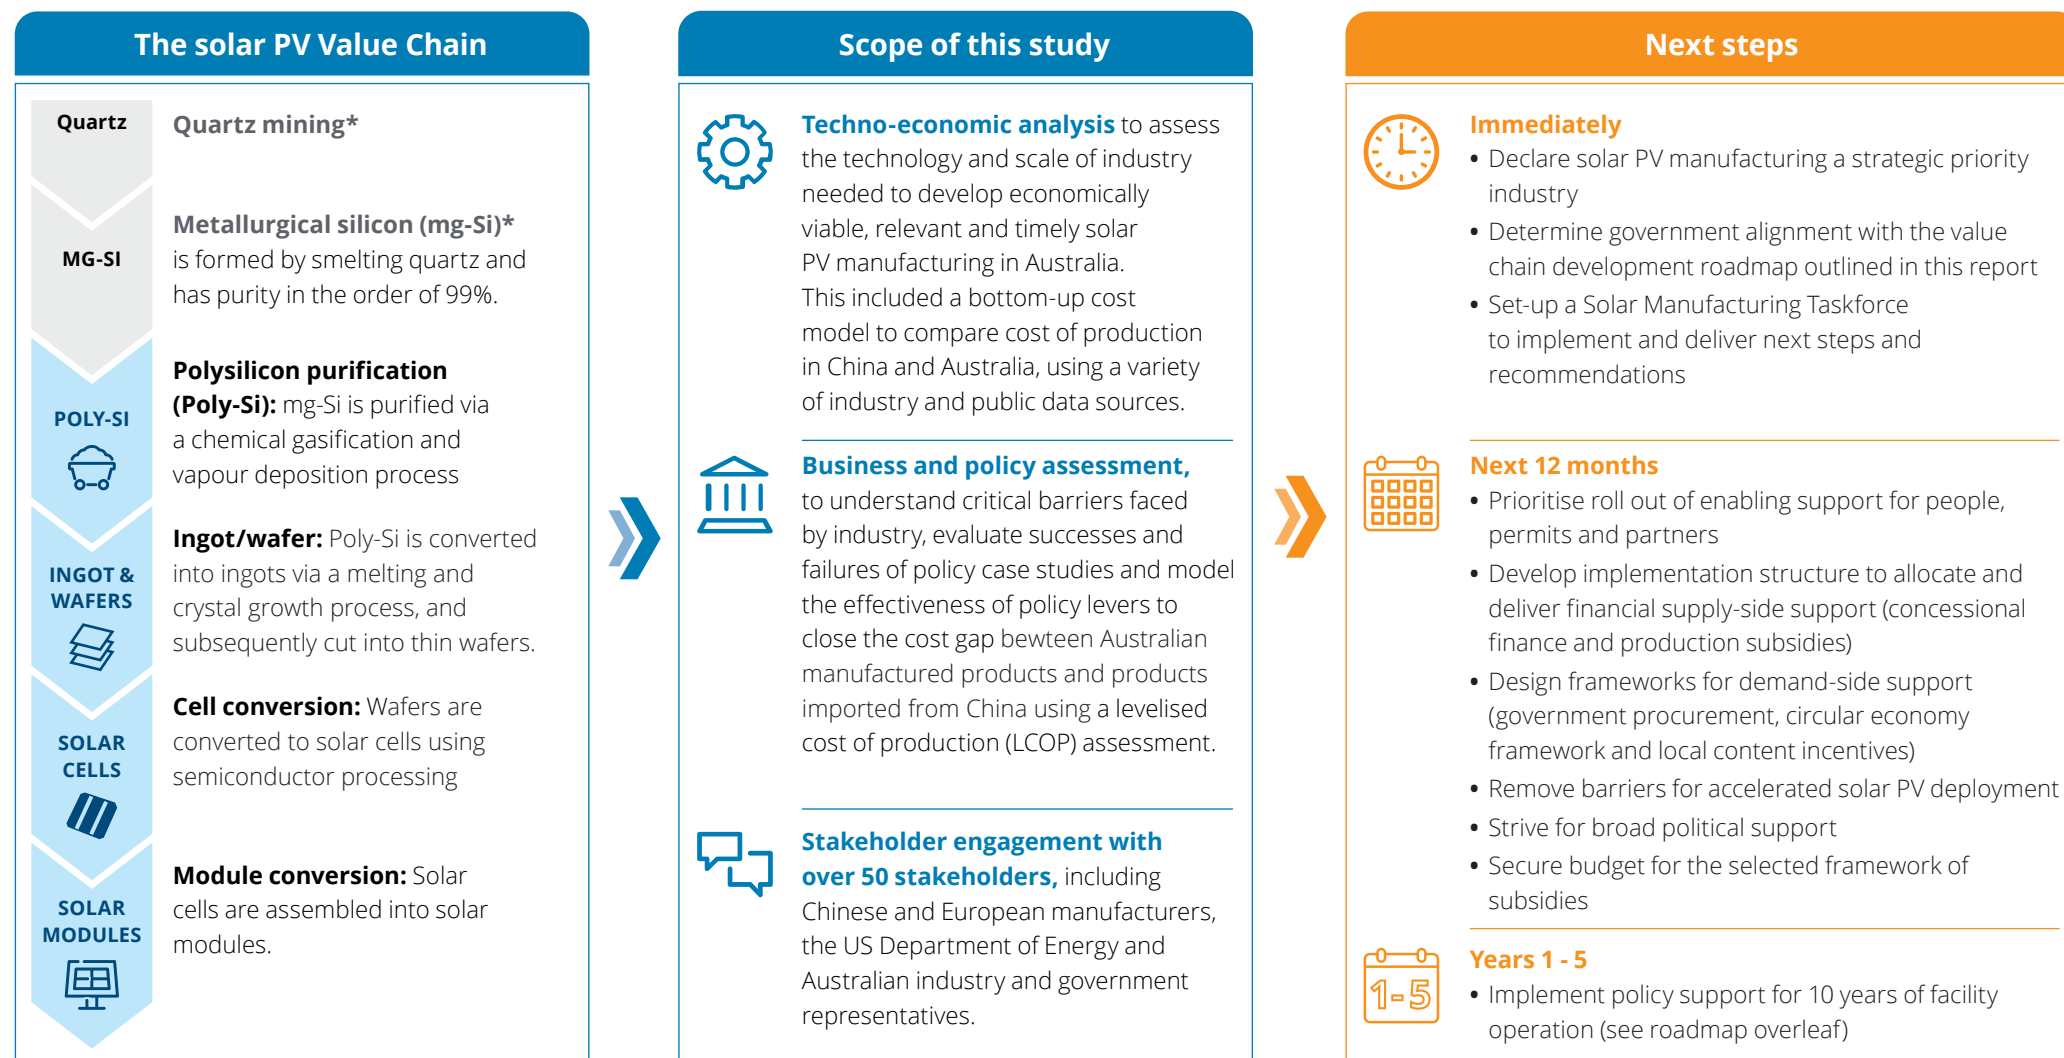 The solar PV Value Chain
Quartz
Quartz mining*
MG-SI
Metallurgical silicon (mg-Si)*
is formed by smelting quartz and
has purity in the order of 99%.
POLY-SI
Polysilicon purification
(Poly-Si): mg-Si is purified via
a chemical gasification and
vapour deposition process
INGOT &
WAFERS
Ingot/wafer: Poly-Si is converted
into ingots via a melting and
crystal growth process, and
subsequently cut into thin wafers.
SOLAR
CELLS
Cell conversion: Wafers are
converted to solar cells using
semiconductor processing
SOLAR
MODULES
Module conversion: Solar
cells are assembled into solar
modules.
Scope of this study
Techno-economic analysis to assess
the technology and scale of industry
needed to develop economically
viable, relevant and timely solar
PV manufacturing in Australia.
This included a bottom-up cost
model to compare cost of production
in China and Australia, using a variety
of industry and public data sources.
Business and policy assessment,
to understand critical barriers faced
by industry, evaluate successes and
failures of policy case studies and model
the effectiveness of policy levers to
close the cost gap bewteen Australian
manufactured products and products
imported from China using a levelised
cost of production (LCOP) assessment.
Stakeholder engagement with
over 50 stakeholders, including
Chinese and European manufacturers,
the US Department of Energy and
Australian industry and government
representatives.
Next steps
Immediately
• Declare solar PV manufacturing a strategic priority
industry
• Determine government alignment with the value
chain development roadmap outlined in this report
• Set-up a Solar Manufacturing Taskforce
to implement and deliver next steps and
recommendations
Next 12 months
• Prioritise roll out of enabling support for people,
permits and partners
• Develop implementation structure to allocate and
deliver financial supply-side support (concessional
finance and production subsidies)
• Design frameworks for demand-side support
(government procurement, circular economy
framework and local content incentives)
• Remove barriers for accelerated solar PV deployment
• Strive for broad political support
• Secure budget for the selected framework of
subsidies
1-5
Years 1 - 5
• Implement policy support for 10 years of facility
operation (see roadmap overleaf)